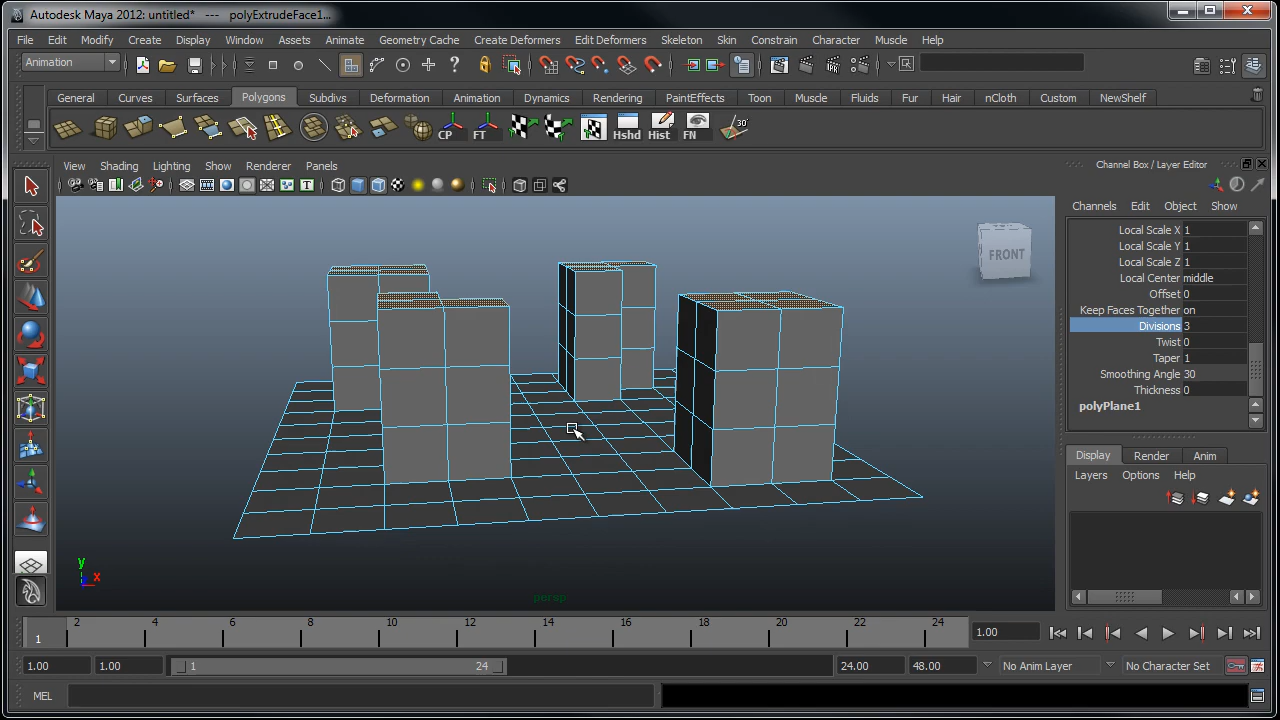 Autodesk Maya 2012: untitled* --- polyExtrudeFace1...
File Edit Modify Create Display Window Assets Animate Geometry Cache Create Deformers Edit Deformers Skeleton Skin Constrain Character Muscle Help
Animation
General Curves Surfaces Polygons Subdivs Deformation Animation Dynamics Rendering PaintEffects Toon Muscle Fluids Fur Hair nCloth Custom NewShelf
CP FT Hshd Hist FN 30
View Shading Lighting Show Renderer Panels
Channel Box / Layer Editor
Channels Edit Object Show
Local Scale X 1
Local Scale Y 1
Local Scale Z 1
Local Center middle
Offset 0
Keep Faces Together on
Divisions 3
Twist 0
Taper 1
Smoothing Angle 30
Thickness 0
polyPlane1
FRONT
Display Render Anim
Layers Options Help
y
x
persp
1 2 4 6 8 10 12 14 16 18 20 22 24 1.00
1.00 1.00 1 24 24.00 48.00 No Anim Layer No Character Set
MEL